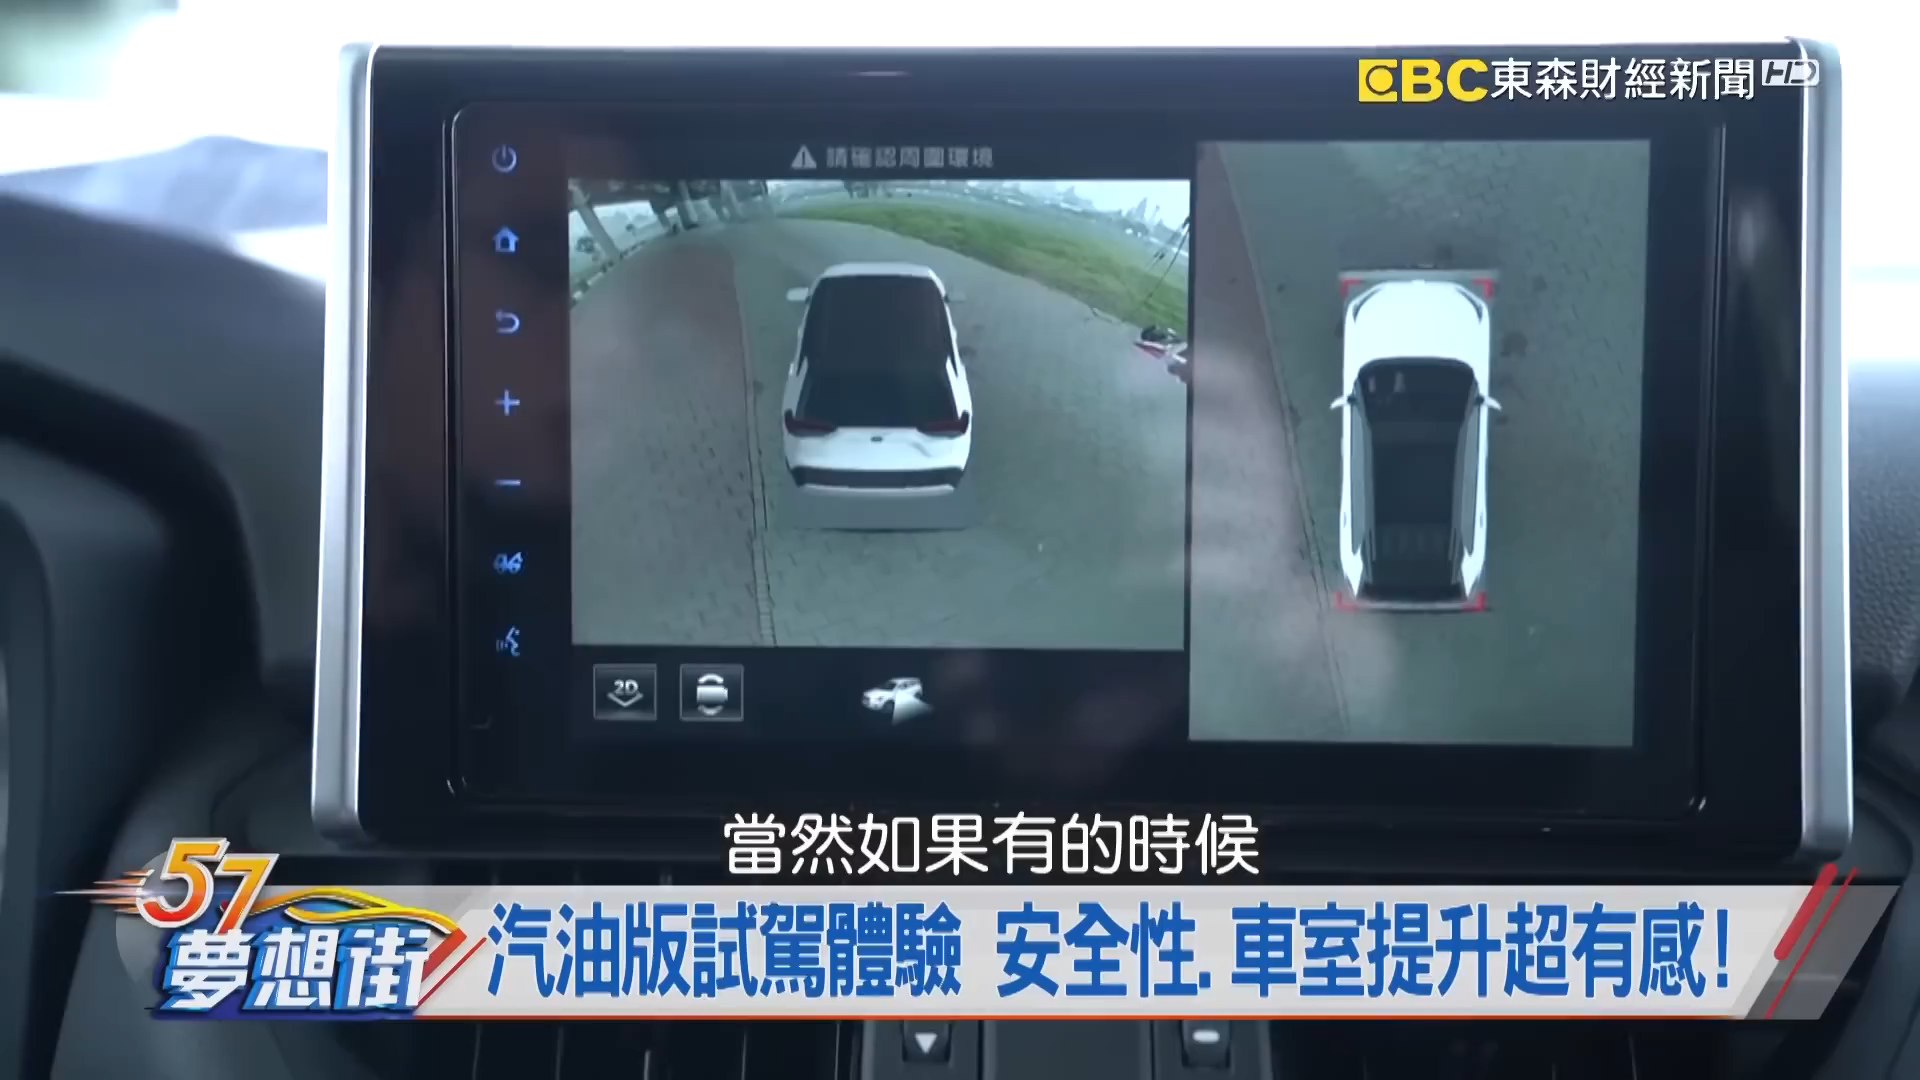 EBC東森財經新聞HD
請確認周圍環境
2D
當然如果有的時候
57
夢想街
汽油版試駕體驗 安全性.車室提升超有感!